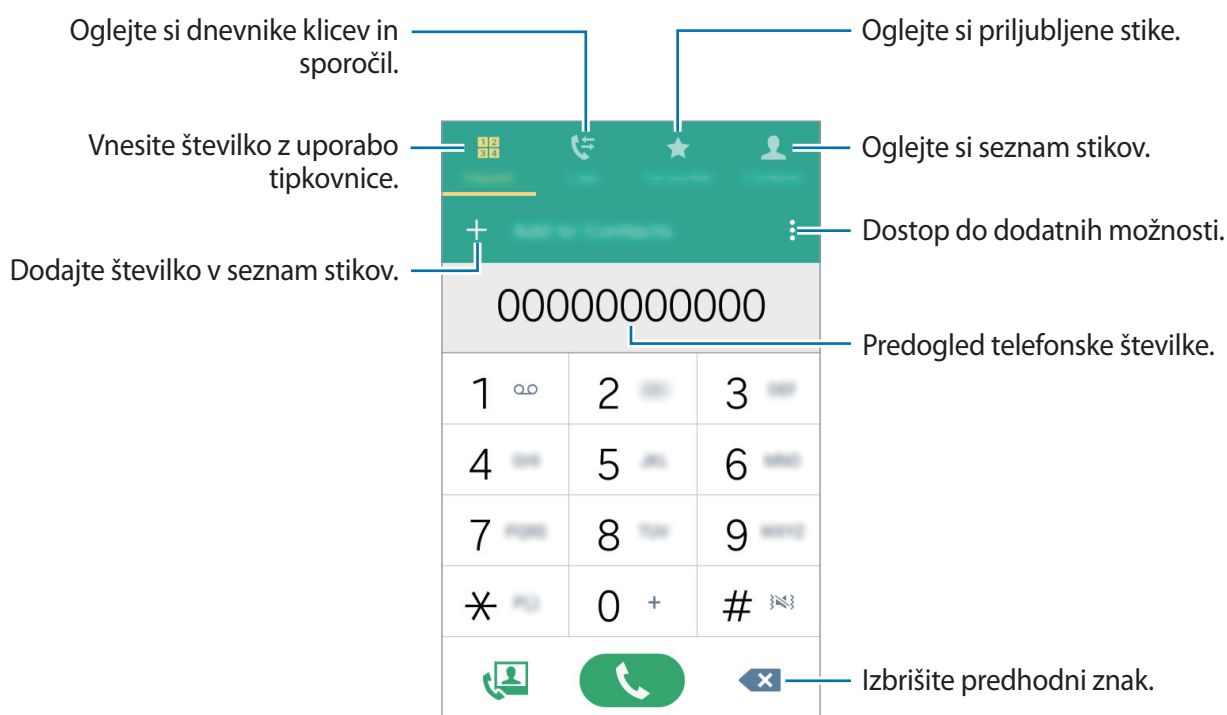 Oglejte si dnevnike klicev in
sporočil.
Oglejte si priljubljene stike.
Vnesite številko z uporabo
tipkovnice.
Oglejte si seznam stikov.
Dostop do dodatnih možnosti.
Dodajte številko v seznam stikov.
00000000000
Predogled telefonske številke.
1 2 3
4 5 6
7 8 9
* 0 + #
Izbrišite predhodni znak.